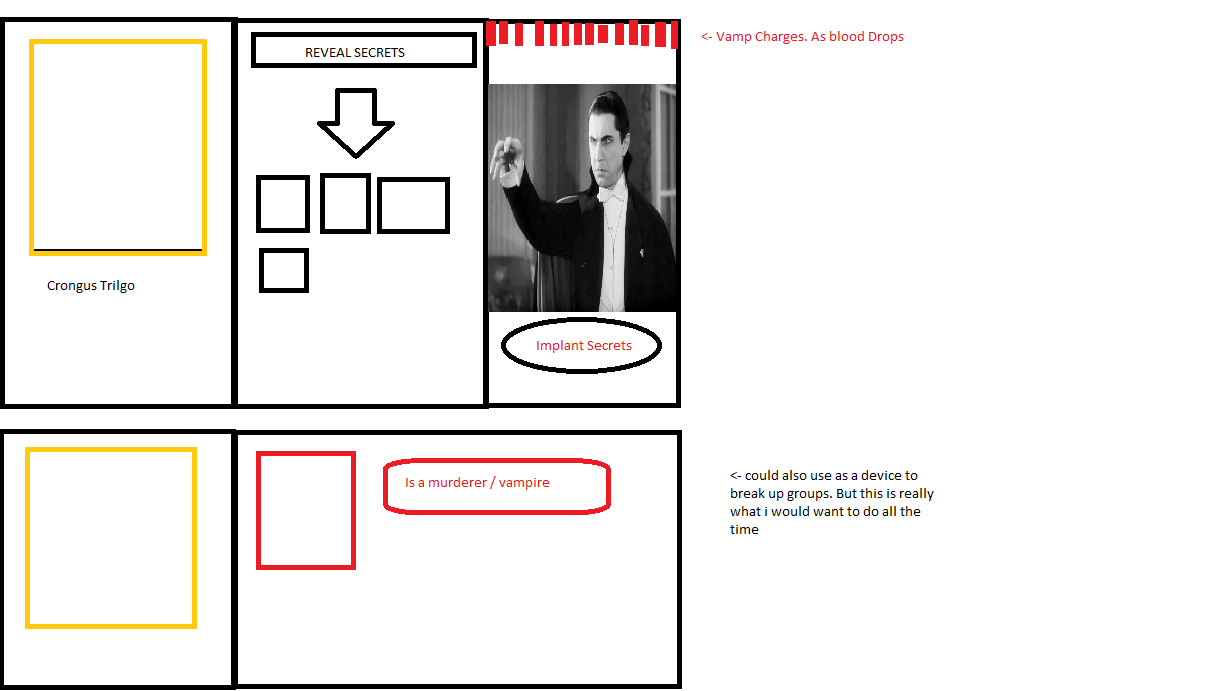 REVEAL SECRETS
<- Vamp Charges. As blood Drops
Crongus Trilgo
Implant Secrets
Is a murderer / vampire
<- could also use as a device to
break up groups. But this is really
what i would want to do all the
time